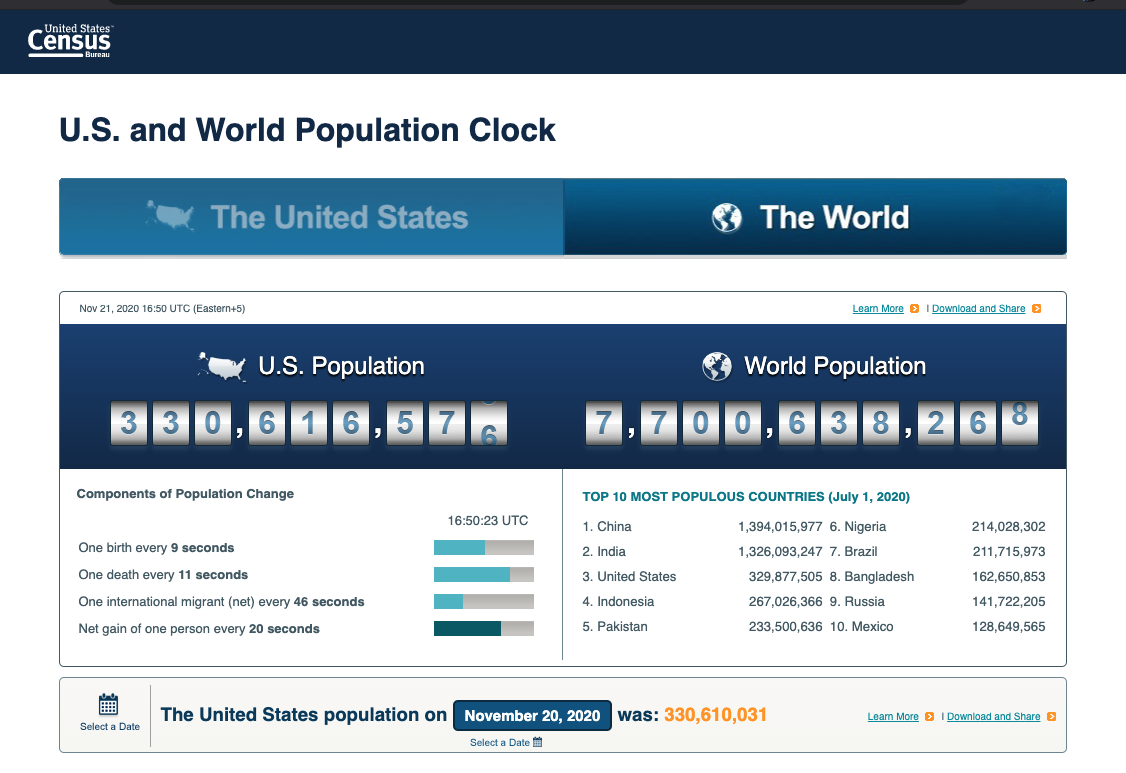 United States™
Census
Bureau
U.S. and World Population Clock
The United States
The World
Nov 21, 2020 16:50 UTC (Eastern+5)
Learn More | Download and Share
U.S. Population
330,616,576
World Population
7,700,638,268
Components of Population Change
16:50:23 UTC
One birth every 9 seconds
One death every 11 seconds
One international migrant (net) every 46 seconds
Net gain of one person every 20 seconds
TOP 10 MOST POPULOUS COUNTRIES (July 1, 2020)
1. China 1,394,015,977 6. Nigeria 214,028,302
2. India 1,326,093,247 7. Brazil 211,715,973
3. United States 329,877,505 8. Bangladesh 162,650,853
4. Indonesia 267,026,366 9. Russia 141,722,205
5. Pakistan 233,500,636 10. Mexico 128,649,565
Select a Date
The United States population on November 20, 2020 was: 330,610,031
Select a Date
Learn More | Download and Share